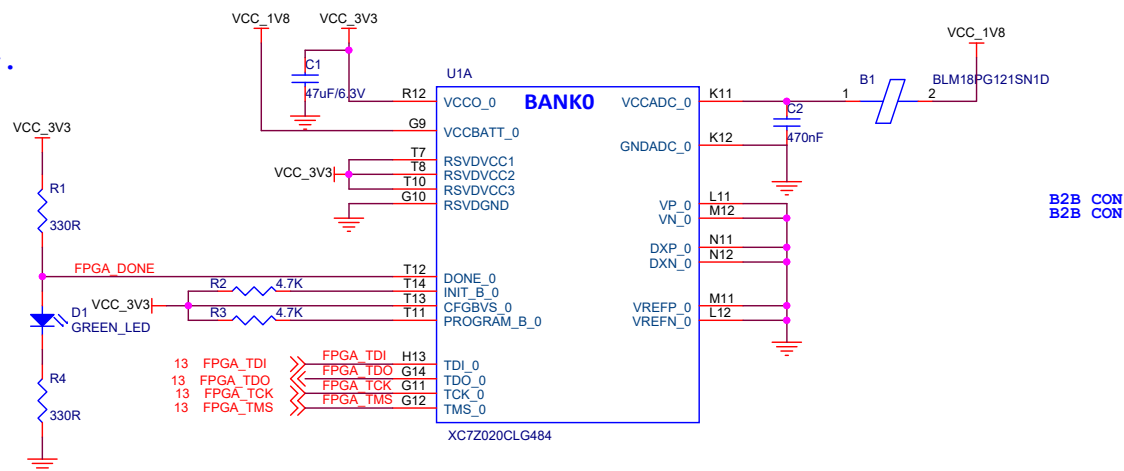 VCC_1V8
VCC_3V3
VCC_1V8
C1
47uF/6.3V
U1A
BANK0
B1
BLM18PG121SN1D
1
2
R12
VCCO_0
G9
VCCBATT_0
VCC_3V3
T7
RSVDVCC1
T8
RSVDVCC2
T10
RSVDVCC3
G10
RSVDGND
VCC_3V3
R1
330R
FPGA_DONE
T12
DONE_0
R2
4.7K
T14
INIT_B_0
VCC_3V3
T13
CFGBVS_0
R3
4.7K
T11
PROGRAM_B_0
D1
GREEN_LED
R4
330R
13 FPGA_TDI
FPGA_TDI
H13
TDI_0
13 FPGA_TDO
FPGA_TDO
G14
TDO_0
13 FPGA_TCK
FPGA_TCK
G11
TCK_0
13 FPGA_TMS
FPGA_TMS
G12
TMS_0
VCCADC_0
K11
C2
470nF
GNDADC_0
K12
VP_0
L11
VN_0
M12
DXP_0
N11
DXN_0
N12
VREFP_0
M11
VREFN_0
L12
XC7Z020CLG484
B2B CON
B2B CON